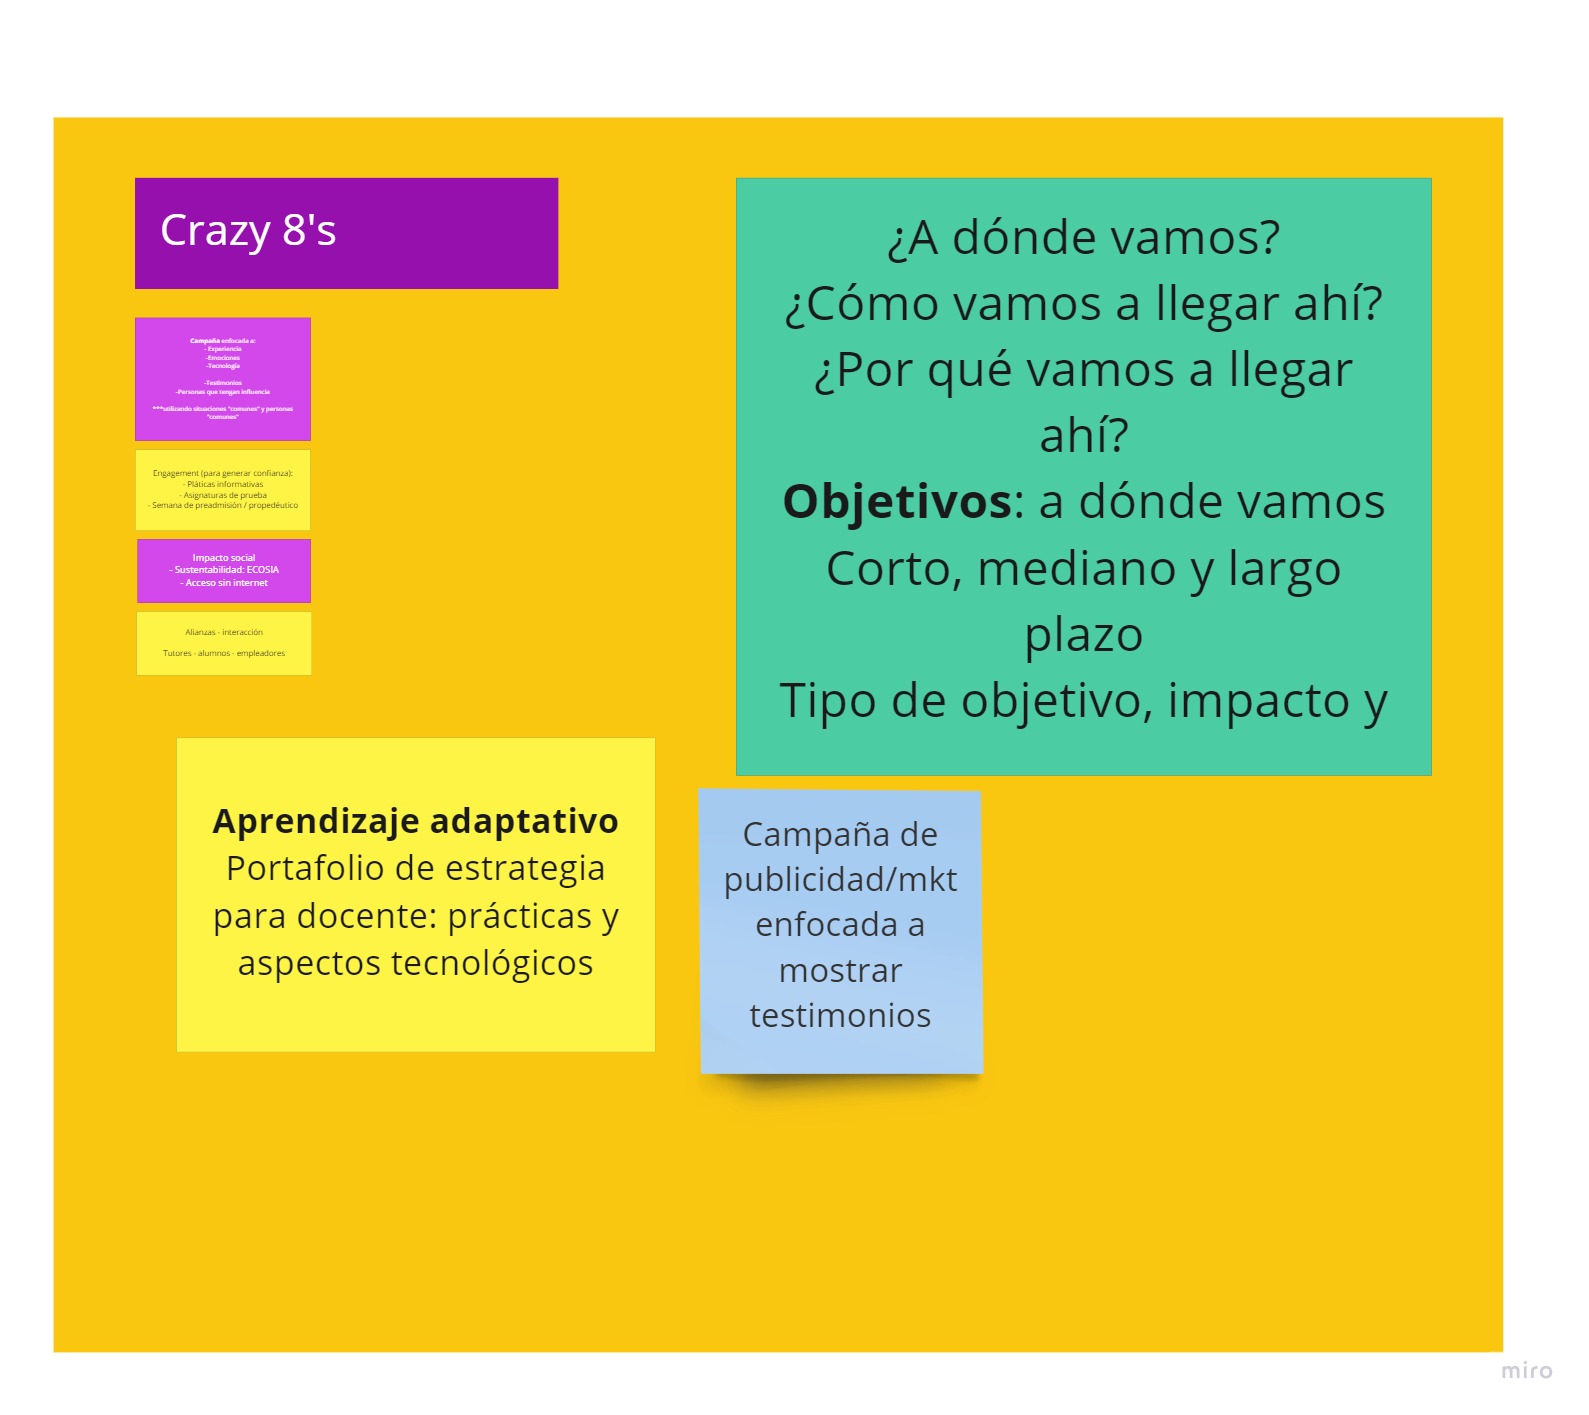 Crazy 8's
Campaña enfocada a:
- Experiencia
-Emociones
-Tecnología
-Testimonios
-Personas que tengan influencia
***utilizando situaciones "comunes" y personas
"comunes"
Engagement (para generar confianza):
- Pláticas informativas
- Asignaturas de prueba
- Semana de preadmisión / propedéutico
Impacto social
- Sustentabilidad: ECOSIA
- Acceso sin internet
Alianzas - interacción
Tutores - alumnos - empleadores
¿A dónde vamos?
¿Cómo vamos a llegar ahí?
¿Por qué vamos a llegar
ahí?
Objetivos: a dónde vamos
Corto, mediano y largo
plazo
Tipo de objetivo, impacto y
Aprendizaje adaptativo
Portafolio de estrategia
para docente: prácticas y
aspectos tecnológicos
Campaña de
publicidad/mkt
enfocada a
mostrar
testimonios
miro